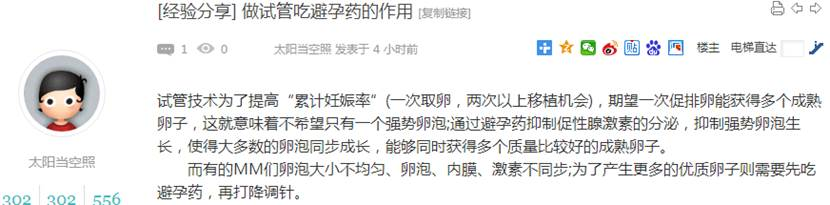 [经验分享] 做试管吃避孕药的作用 [复制链接]
1 0 太阳当空照 发表于 4 小时前 楼主 电梯直达
试管技术为了提高“累计妊娠率”(一次取卵，两次以上移植机会)，期望一次促排卵能获得多个成熟
卵子，这就意味着不希望只有一个强势卵泡;通过避孕药抑制促性腺激素的分泌，抑制强势卵泡生
长，使得大多数的卵泡同步成长，能够同时获得多个质量比较好的成熟卵子。
而有的MM们卵泡大小不均匀、卵泡、内膜、激素不同步;为了产生更多的优质卵子则需要先吃
避孕药，再打降调针。
太阳当空照
302 302 556